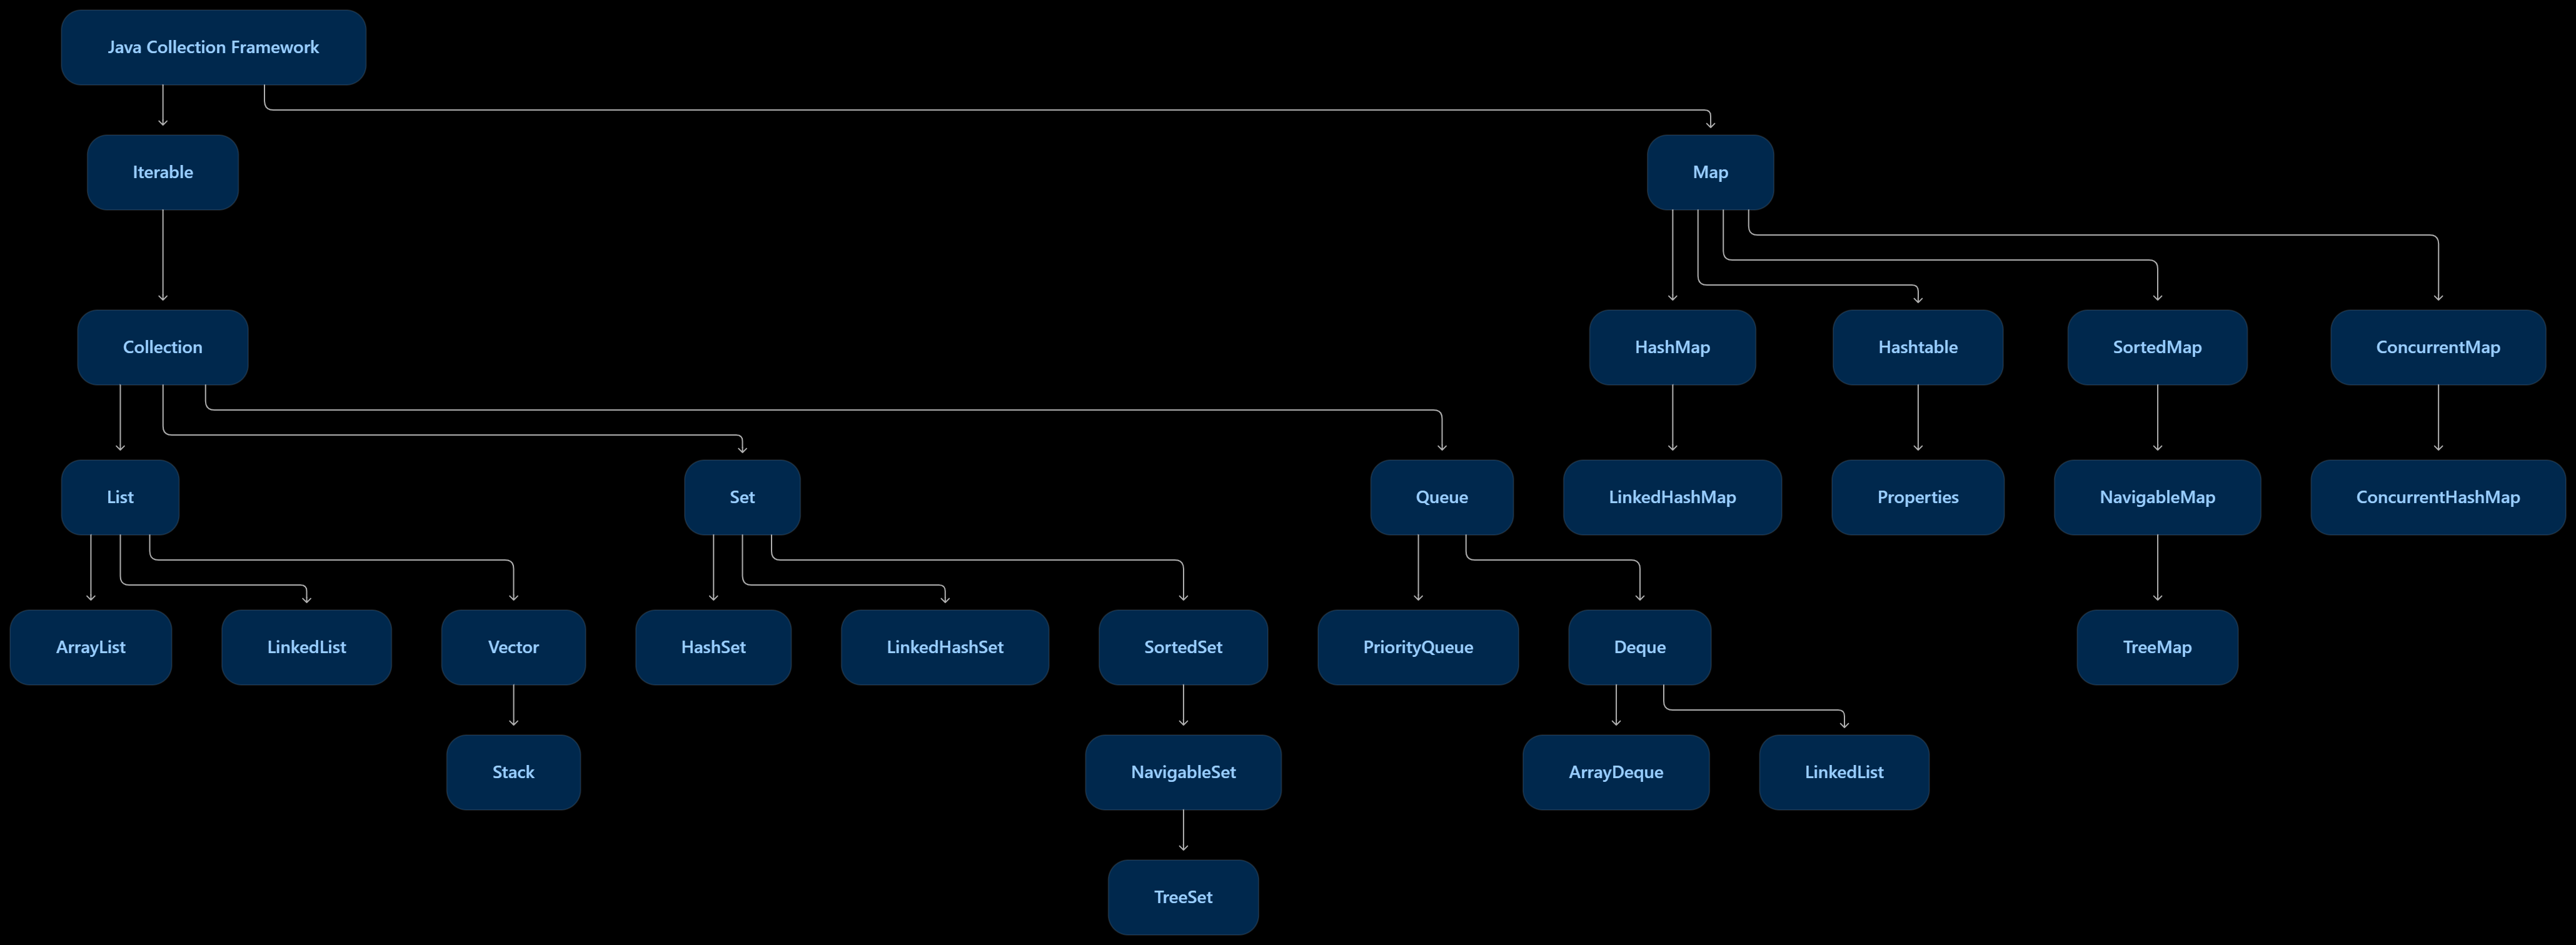 Java Collection Framework
Iterable
Map
Collection
HashMap
Hashtable
SortedMap
ConcurrentMap
List
Set
Queue
LinkedHashMap
Properties
NavigableMap
ConcurrentHashMap
ArrayList
LinkedList
Vector
HashSet
LinkedHashSet
SortedSet
PriorityQueue
Deque
TreeMap
Stack
NavigableSet
ArrayDeque
LinkedList
TreeSet